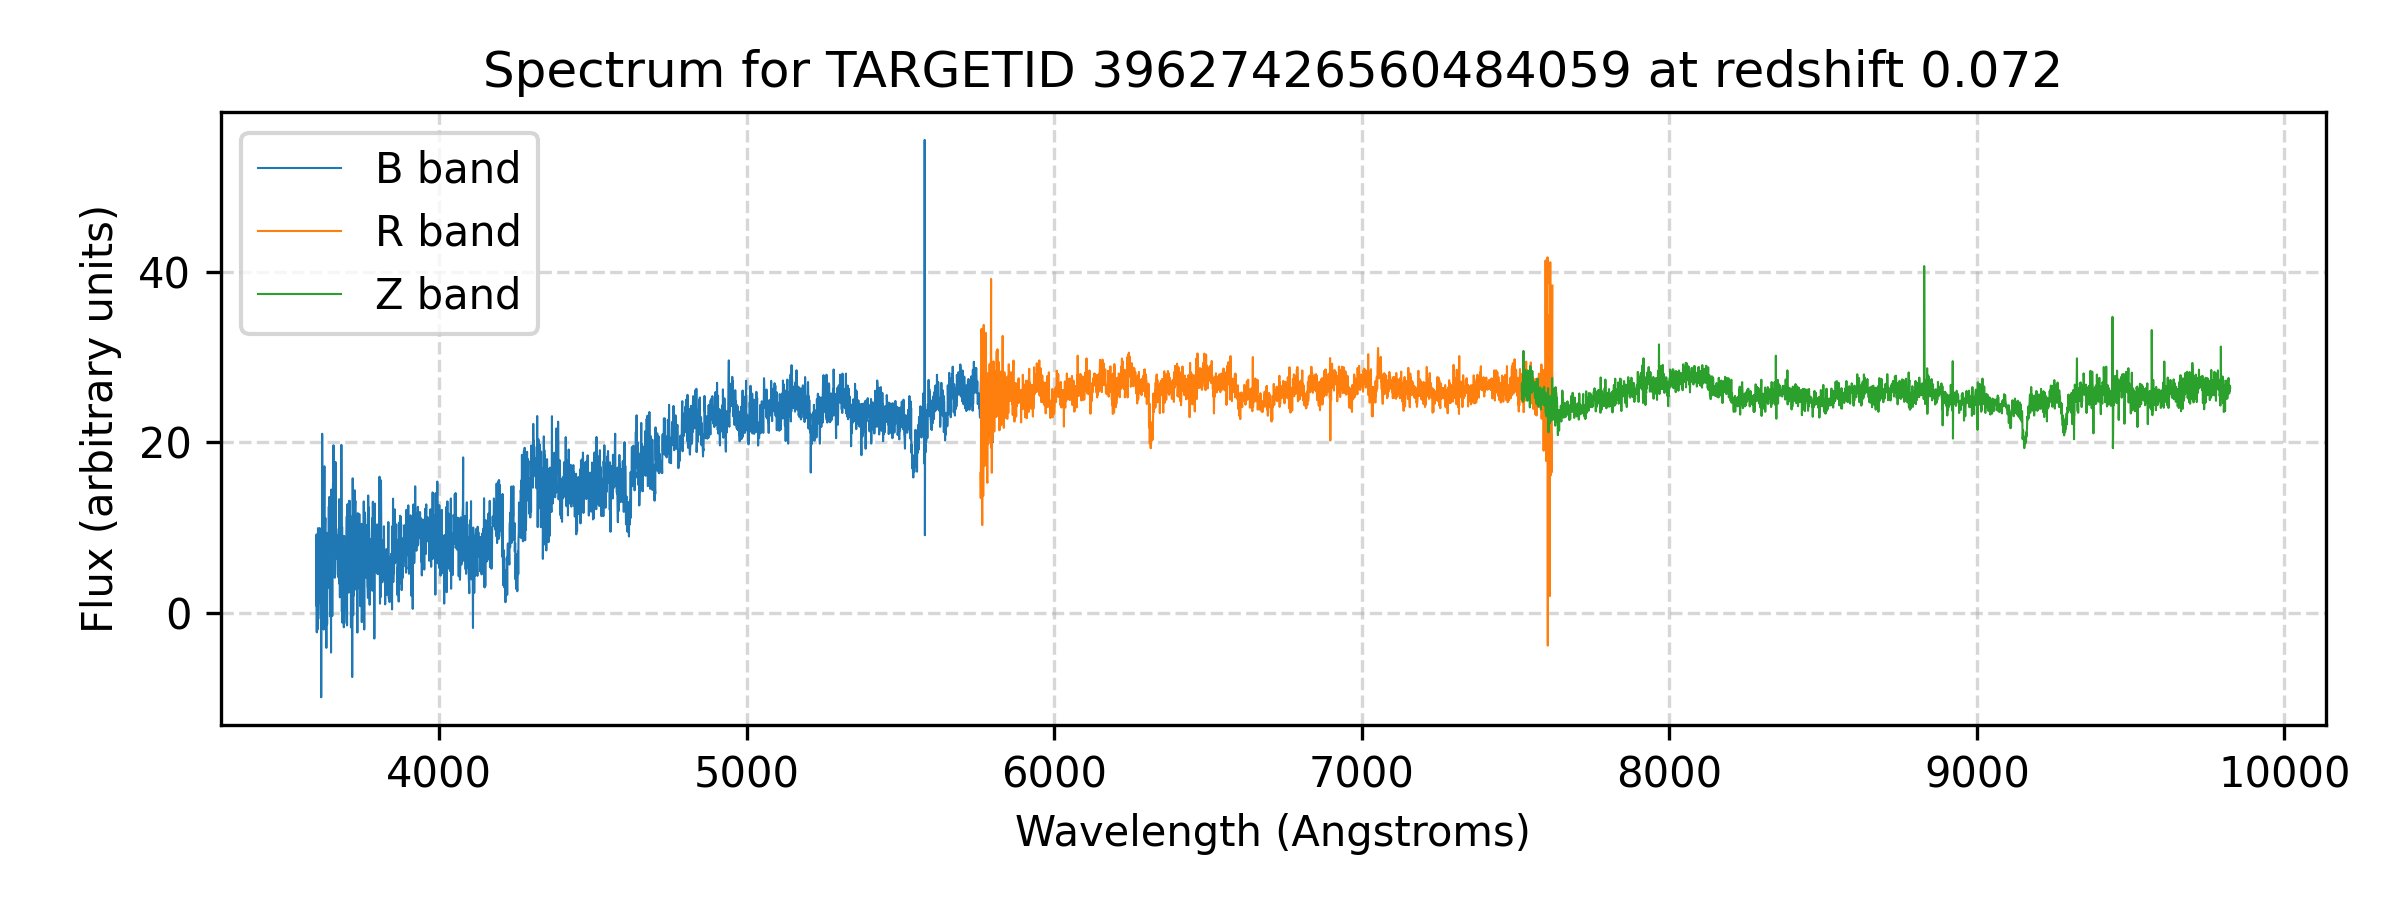 Spectrum for TARGETID 39627426560484059 at redshift 0.072
B band
R band
Z band
Flux (arbitrary units)
40
20
0
4000 5000 6000 7000 8000 9000 10000
Wavelength (Angstroms)